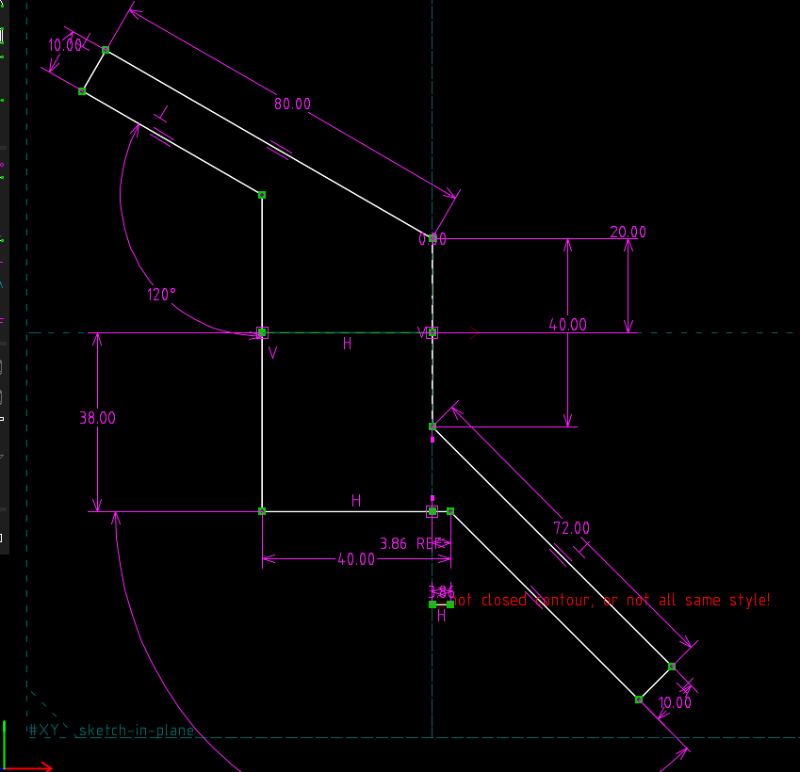 10.00
80.00
20.00
0.00
120°
40.00
V
H
V
38.00
H
72.00
3.86 REF
40.00
3.86
not closed contour, or not all same style!
H
10.00
#XY sketch-in-plane